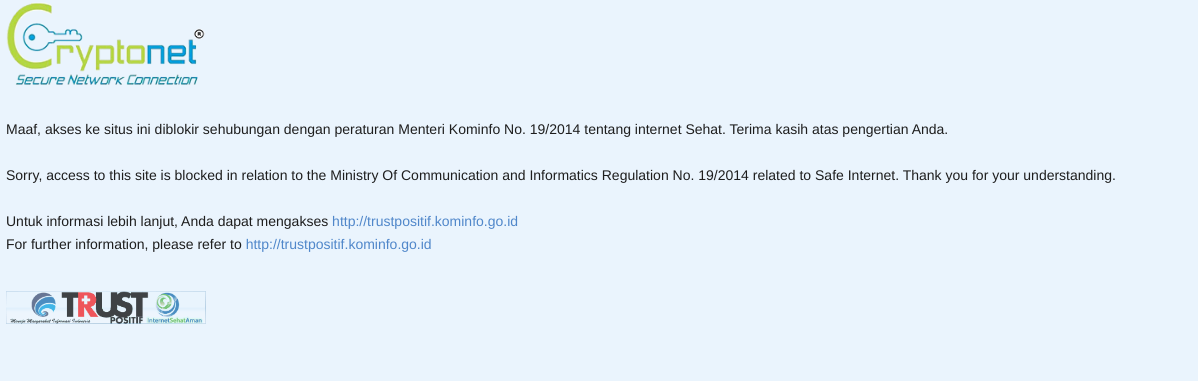 Cryptonet®
Secure Network Connection
Maaf, akses ke situs ini diblokir sehubungan dengan peraturan Menteri Kominfo No. 19/2014 tentang internet Sehat. Terima kasih atas pengertian Anda.
Sorry, access to this site is blocked in relation to the Ministry Of Communication and Informatics Regulation No. 19/2014 related to Safe Internet. Thank you for your understanding.
Untuk informasi lebih lanjut, Anda dapat mengakses http://trustpositif.kominfo.go.id
For further information, please refer to http://trustpositif.kominfo.go.id
TRUST
POSITIF
Menuju Masyarakat Informasi Indonesia
InternetSehatAman